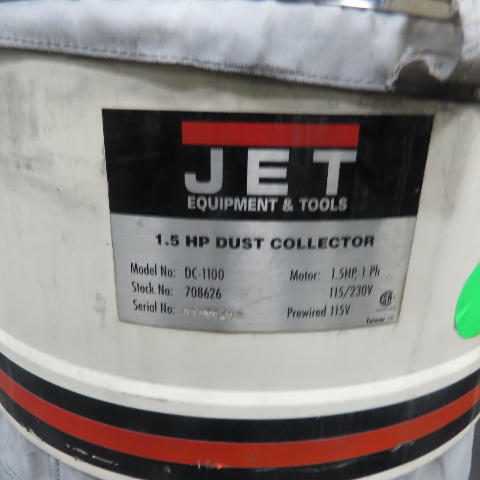 JET
EQUIPMENT & TOOLS
1.5 HP DUST COLLECTOR
Model No: DC-1100 Motor: 1.5HP, 1 Ph
Stock No: 708626 115/230V
Serial No: Prewired 115V
Taiwan